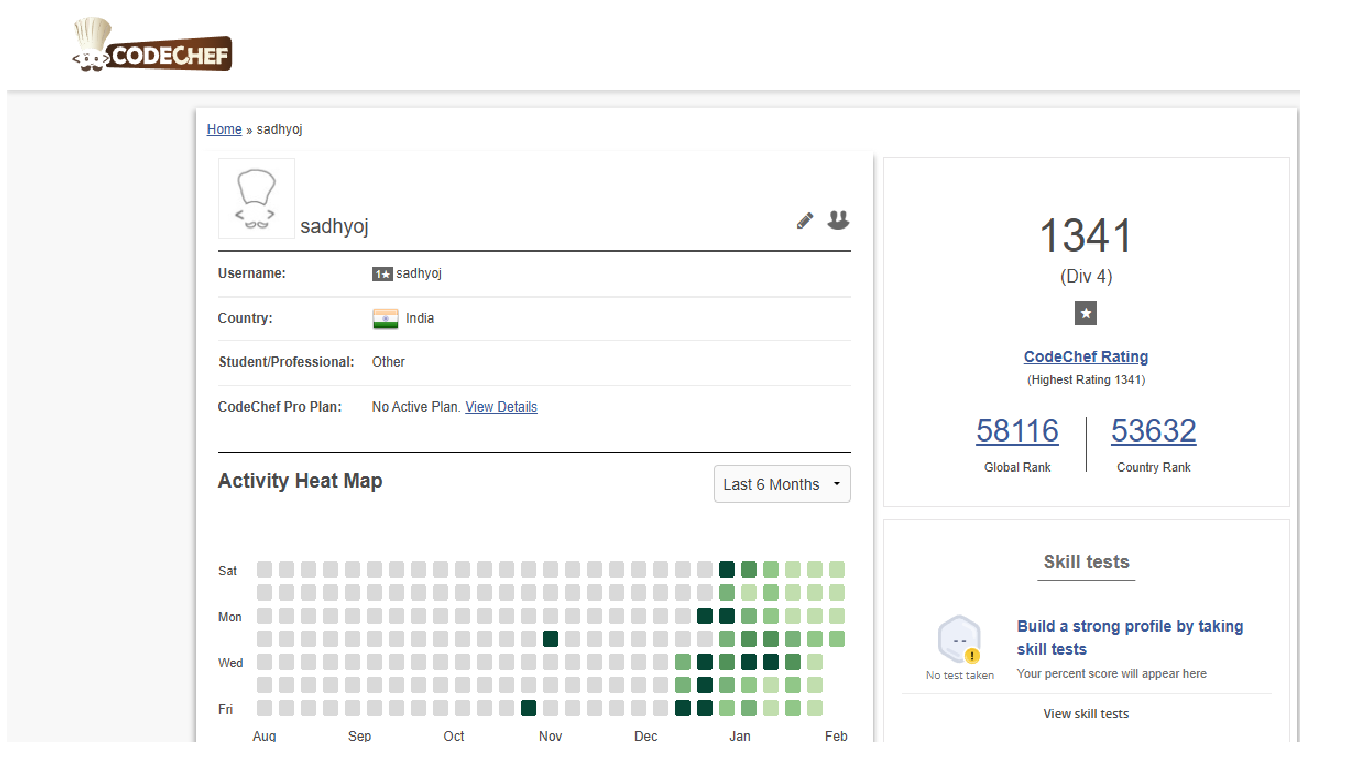 CODECHEF
Home » sadhyoj
sadhyoj
Username: 1★ sadhyoj
Country: India
Student/Professional: Other
CodeChef Pro Plan: No Active Plan. View Details
Activity Heat Map
Last 6 Months
Sat
Mon
Wed
Fri
Aug Sep Oct Nov Dec Jan Feb
1341
(Div 4)
★
CodeChef Rating
(Highest Rating 1341)
58116 53632
Global Rank Country Rank
Skill tests
--
!
No test taken
Build a strong profile by taking
skill tests
Your percent score will appear here
View skill tests